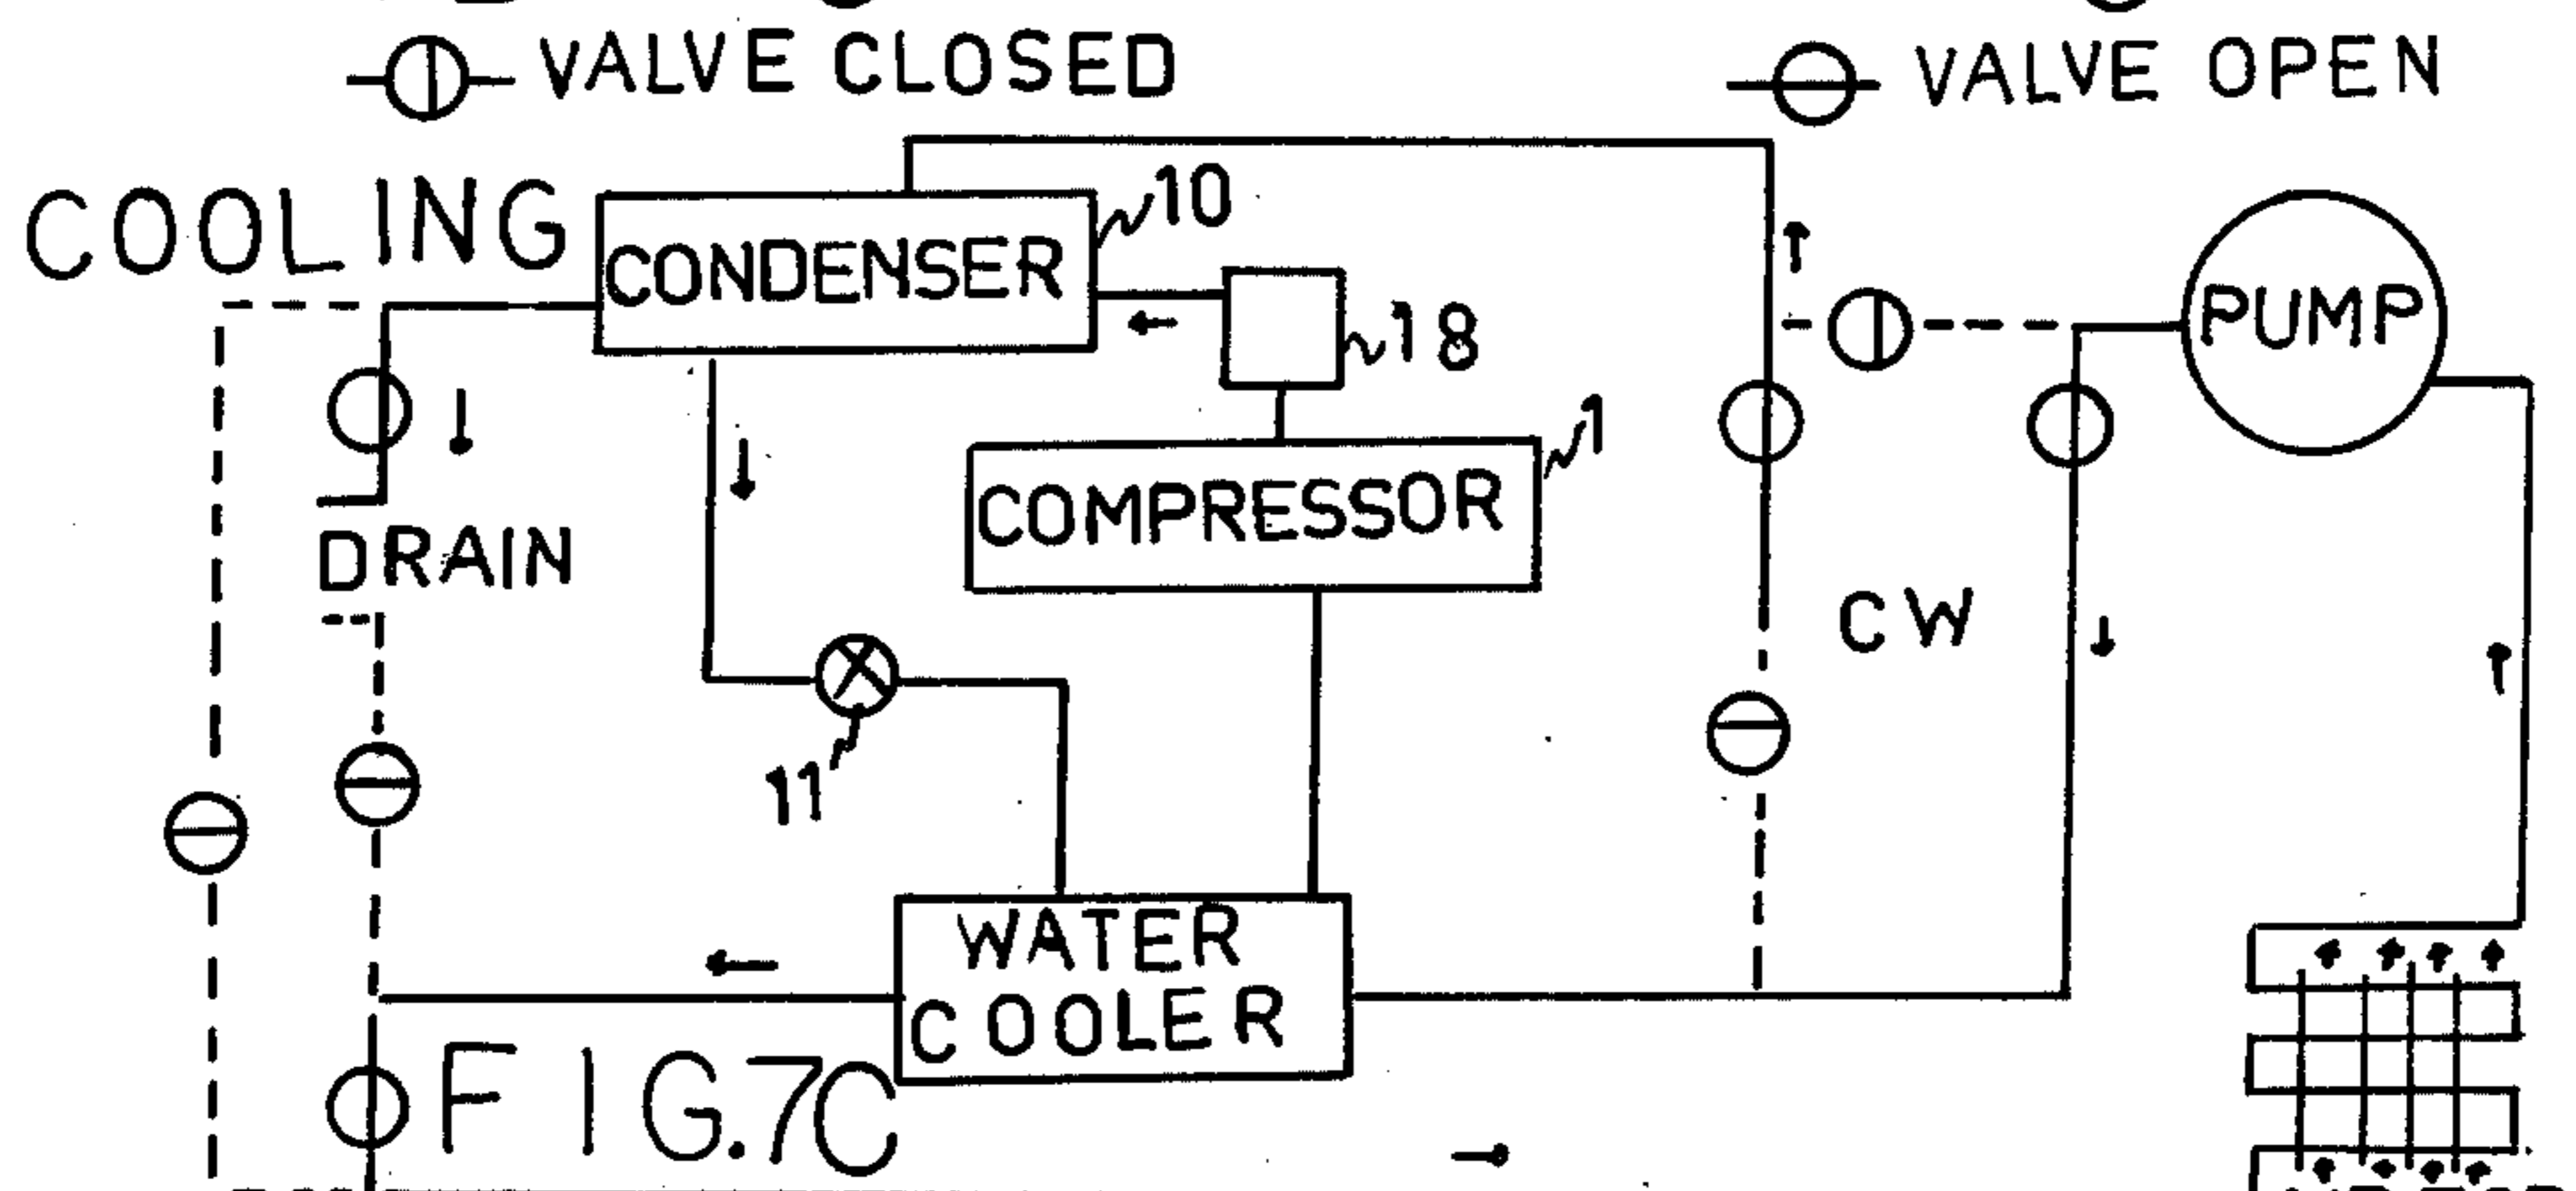 VALVE CLOSED
VALVE OPEN
COOLING
CONDENSER
10
18
PUMP
COMPRESSOR
1
DRAIN
CW
11
WATER
COOLER
FIG.7C